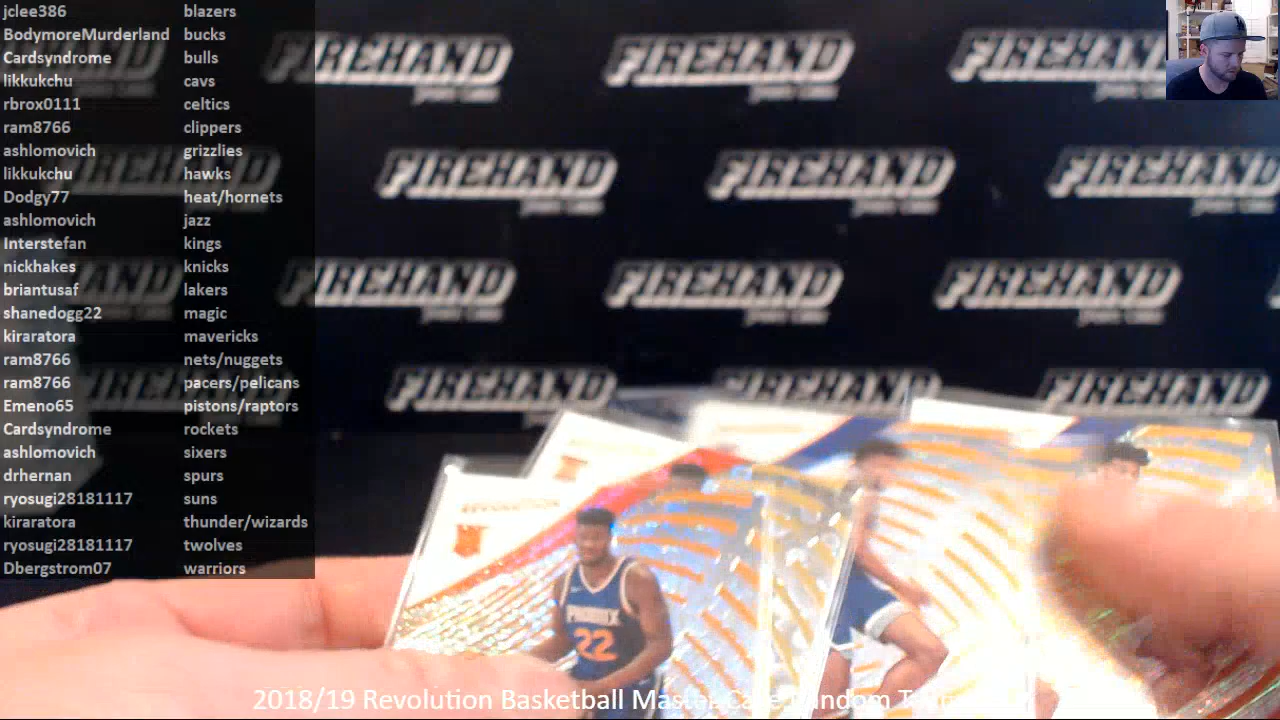 jclee386 blazers
BodymoreMurderland bucks
Cardsyndrome bulls
likkukchu cavs
rbrox0111 celtics
ram8766 clippers
ashlomovich grizzlies
likkukchu hawks
Dodgy77 heat/hornets
ashlomovich jazz
Interstefan kings
nickhakes knicks
briantusaf lakers
shanedogg22 magic
kiraratora mavericks
ram8766 nets/nuggets
ram8766 pacers/pelicans
Emeno65 pistons/raptors
Cardsyndrome rockets
ashlomovich sixers
drhernan spurs
ryosugi28181117 suns
kiraratora thunder/wizards
ryosugi28181117 twolves
Dbergstrom07 warriors
FIREHAND FIREHAND FIREHAND
FIREHAND FIREHAND FIREHAND
FIREHAND FIREHAND FIREHAND
FIREHAND FIREHAND FIREHAND
PHOENIX
22
2018/19 Revolution Basketball Master Case Random